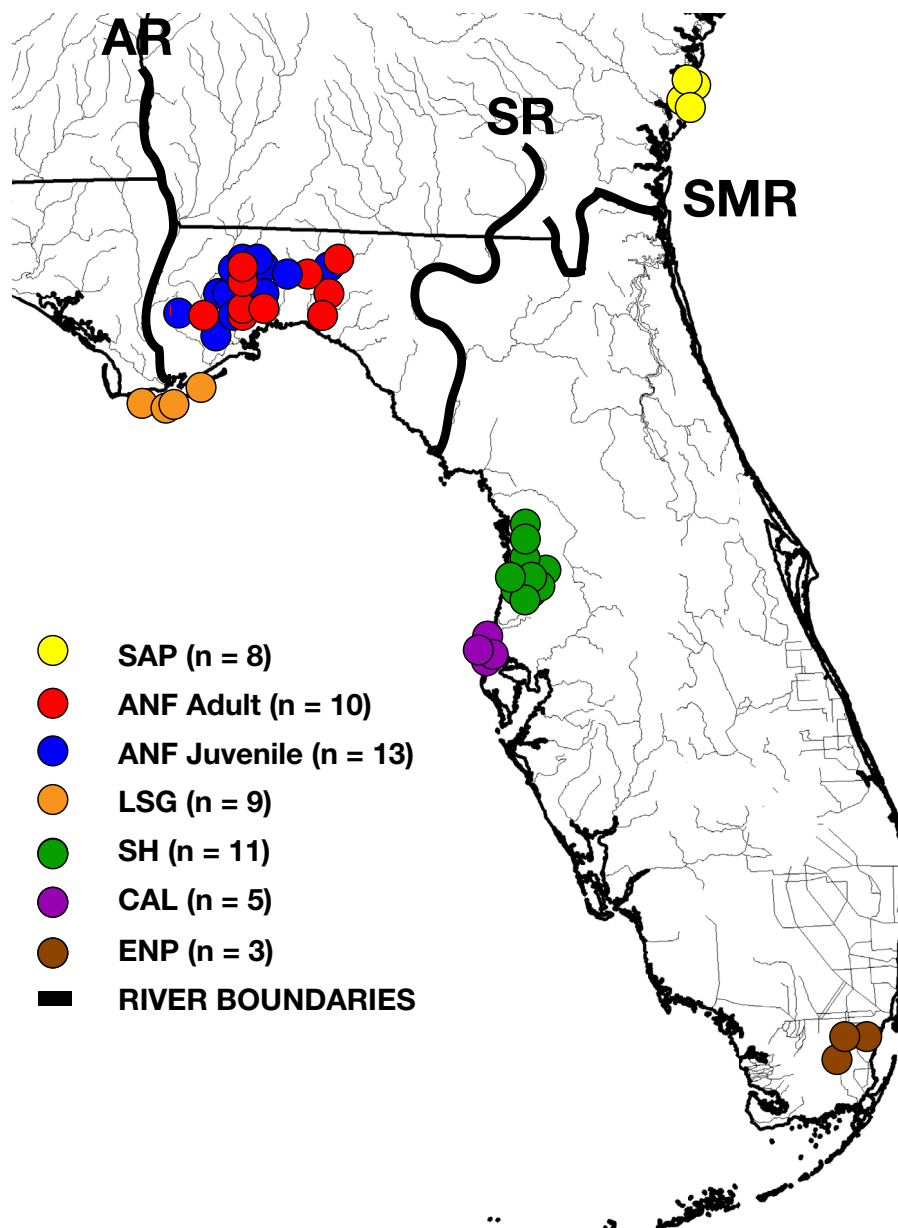 AR
SR
SMR
SAP (n = 8)
ANF Adult (n = 10)
ANF Juvenile (n = 13)
LSG (n = 9)
SH (n = 11)
CAL (n = 5)
ENP (n = 3)
RIVER BOUNDARIES